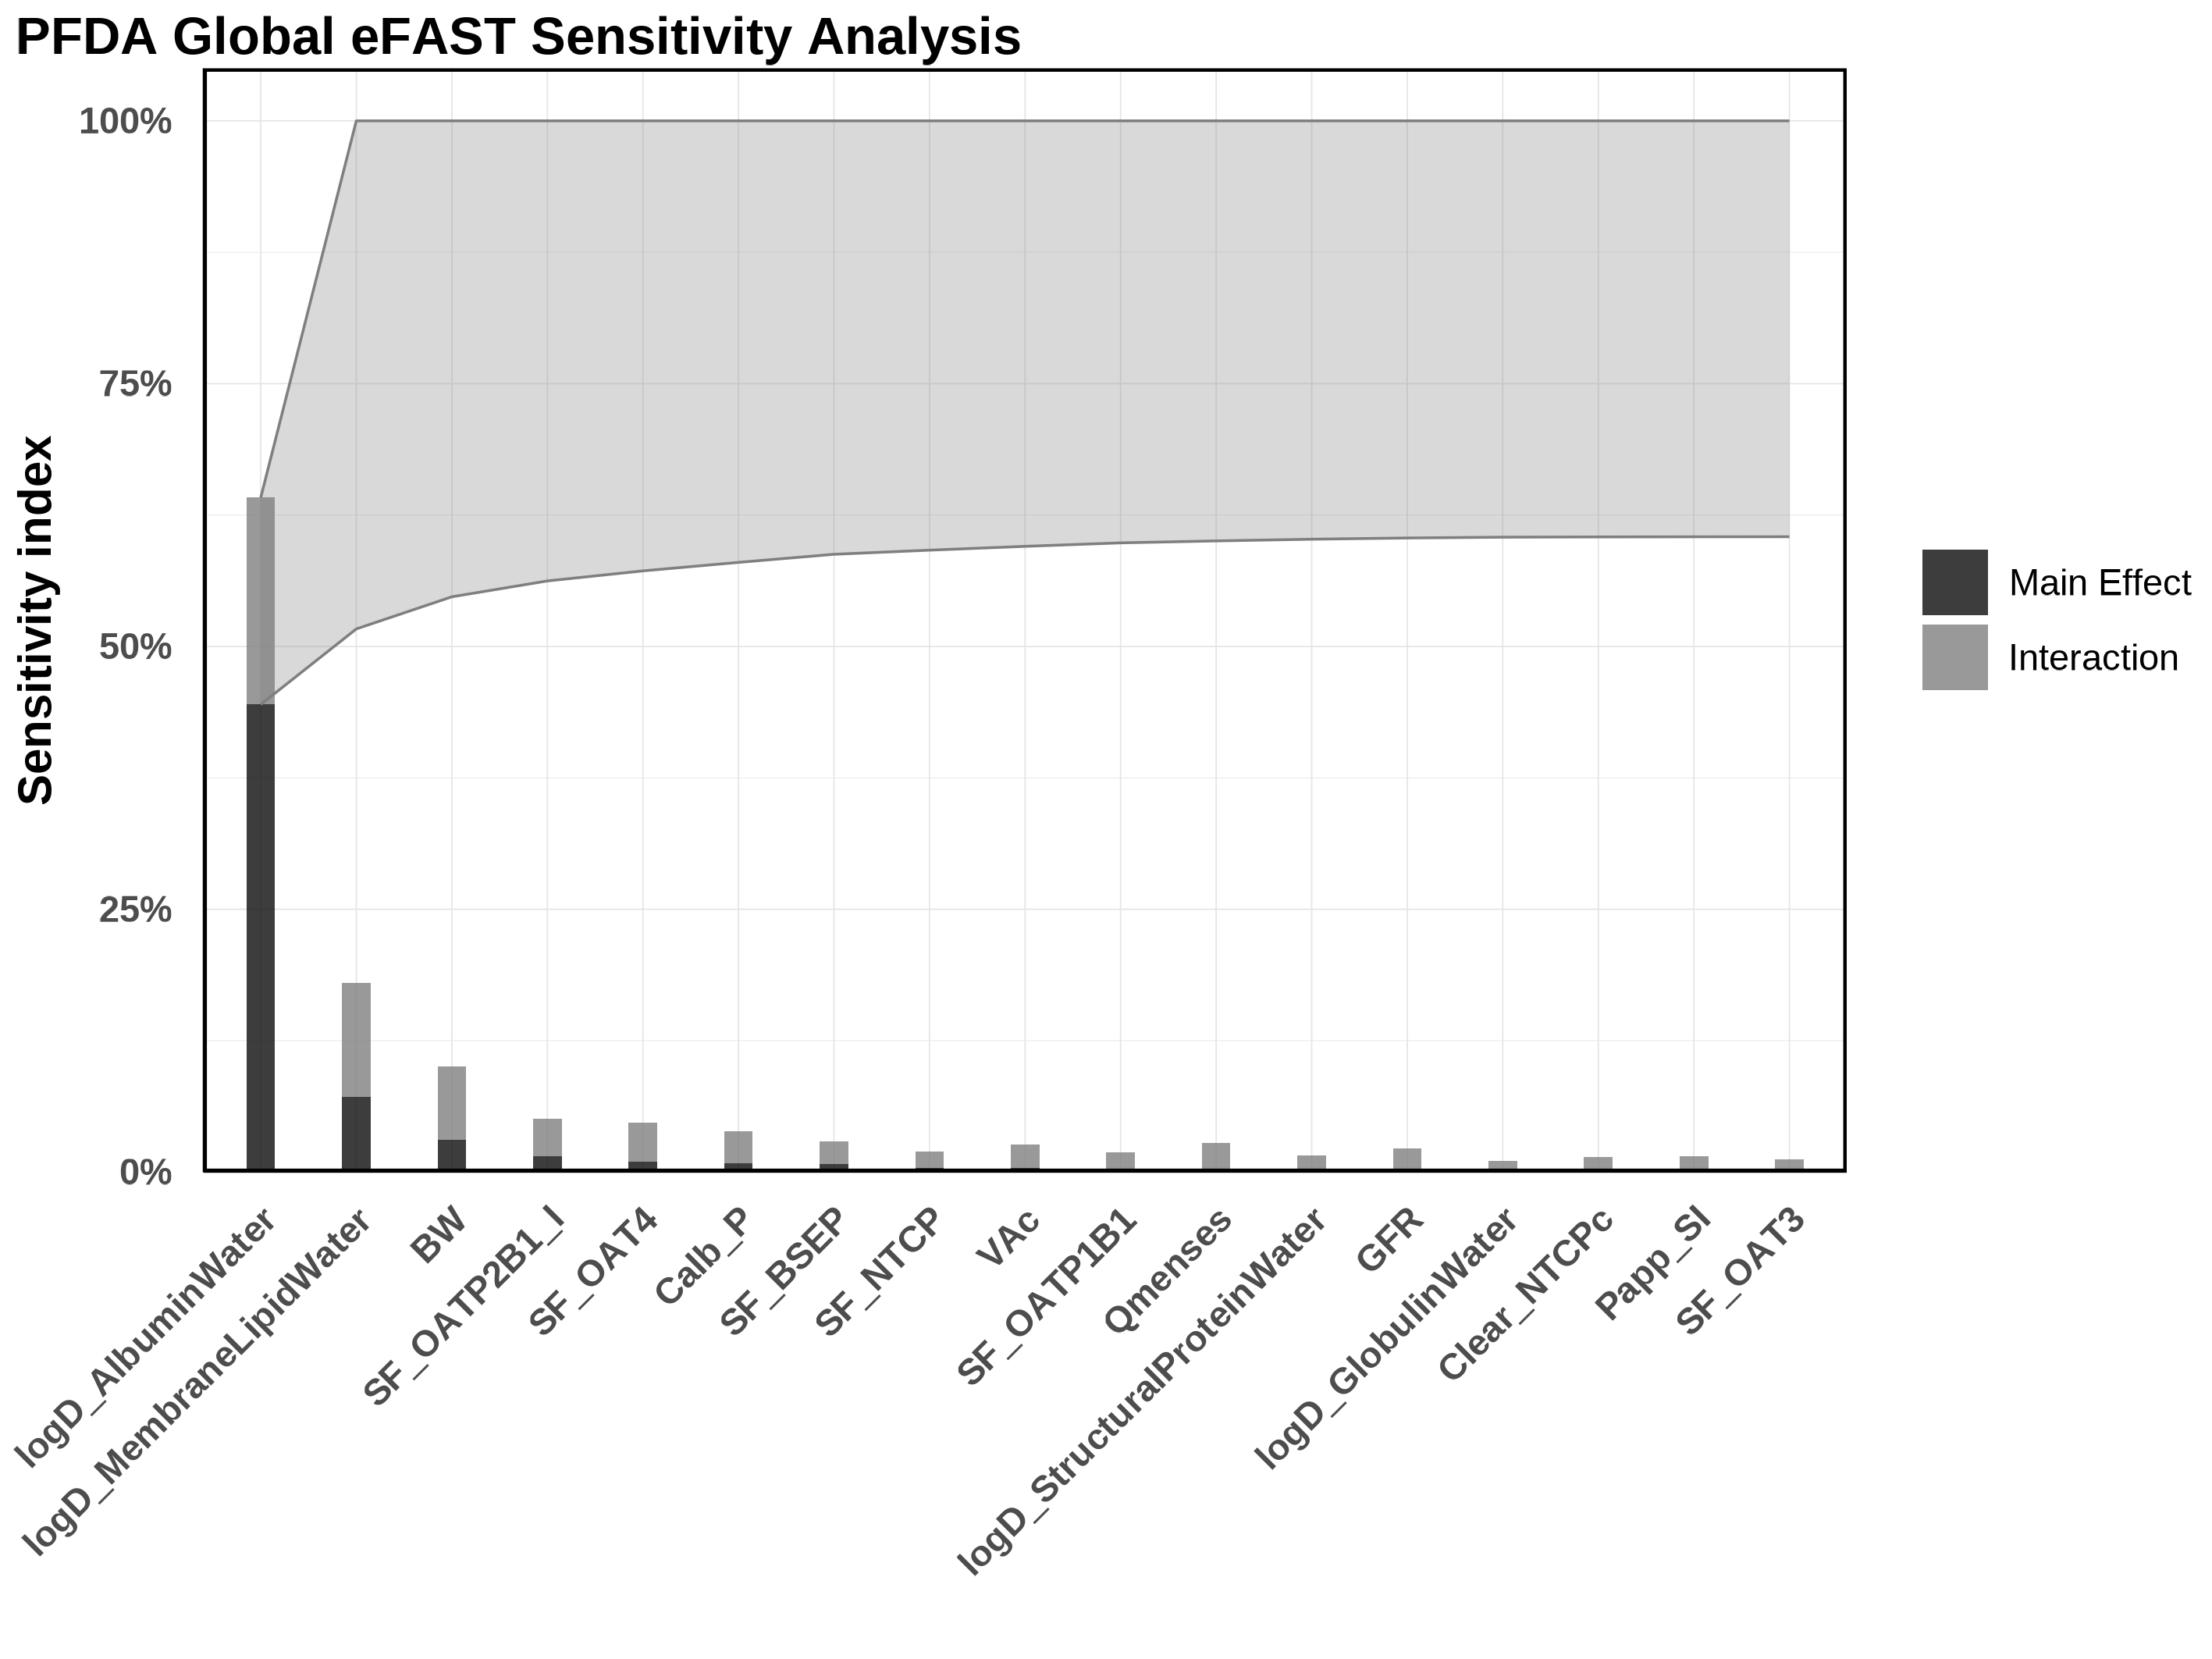 PFDA Global eFAST Sensitivity Analysis
Sensitivity index
100%
75%
50%
25%
0%
logD_AlbuminWater
logD_MembraneLipidWater
BW
SF_OATP2B1_I
SF_OAT4
Calb_P
SF_BSEP
SF_NTCP
VAc
SF_OATP1B1
Qmenses
logD_StructuralProteinWater
GFR
logD_GlobulinWater
Clear_NTCPc
Papp_SI
SF_OAT3
Main Effect
Interaction